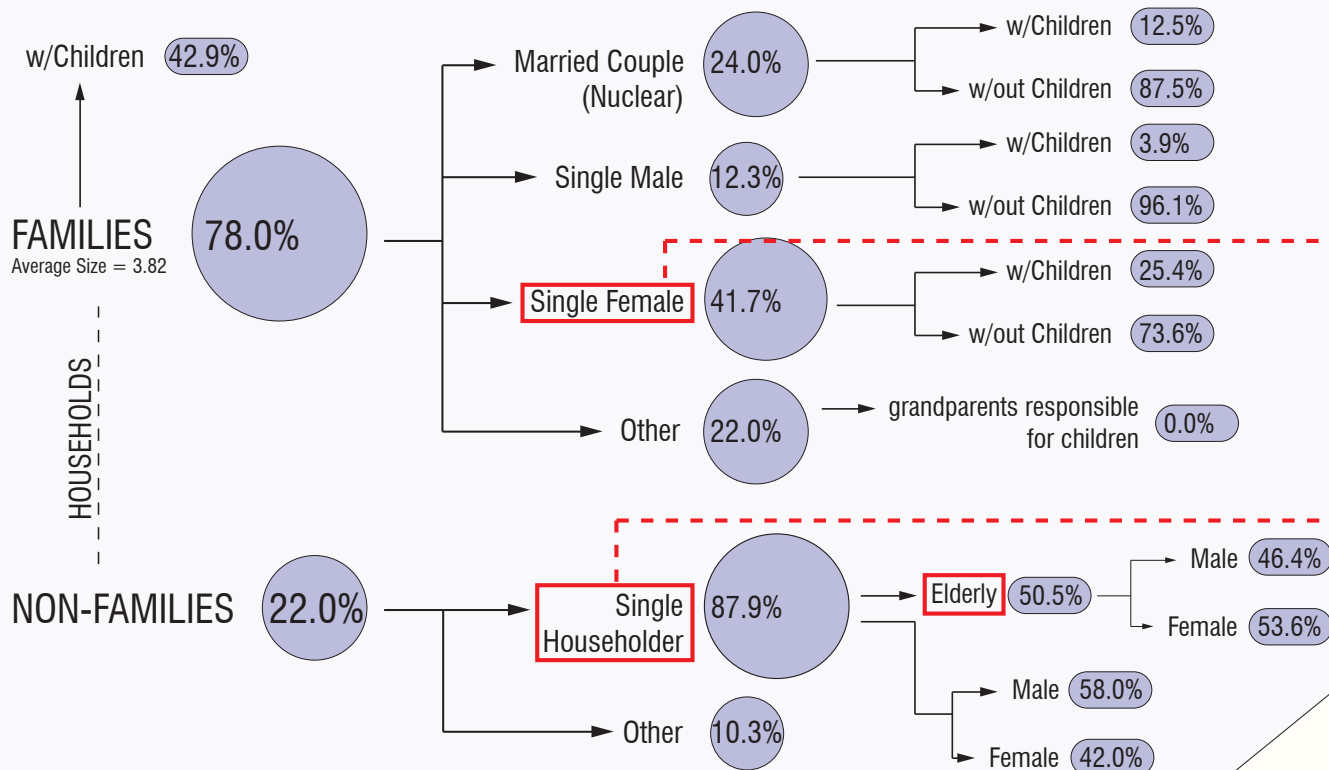 w/Children 42.9%
FAMILIES 78.0%
Average Size = 3.82
HOUSEHOLDS
Married Couple
(Nuclear)
24.0%
w/Children 12.5%
w/out Children 87.5%
Single Male 12.3%
w/Children 3.9%
w/out Children 96.1%
Single Female 41.7%
w/Children 25.4%
w/out Children 73.6%
Other 22.0%
grandparents responsible
for children
0.0%
NON-FAMILIES 22.0%
Single
Householder
87.9%
Elderly 50.5%
Male 46.4%
Female 53.6%
Male 58.0%
Female 42.0%
Other 10.3%